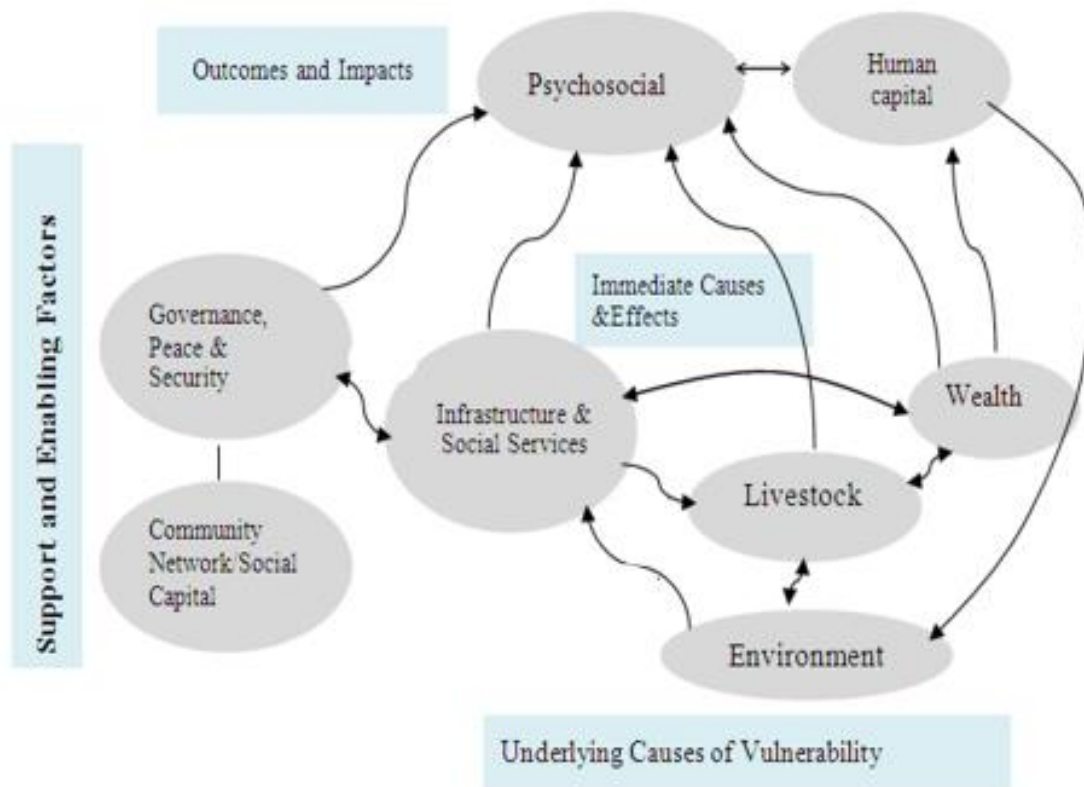 Outcomes and Impacts
Psychosocial
Human
capital
Support and Enabling Factors
Governance,
Peace &
Security
Immediate Causes
&Effects
Infrastructure &
Social Services
Wealth
Livestock
Community
Network/Social
Capital
Environment
Underlying Causes of Vulnerability